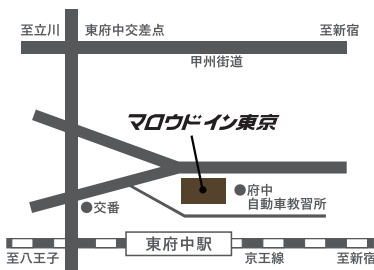 至立川
東府中交差点
至新宿
甲州街道
マロウドイン東京
府中
自動車教習所
交番
東府中駅
至八王子
京王線
至新宿